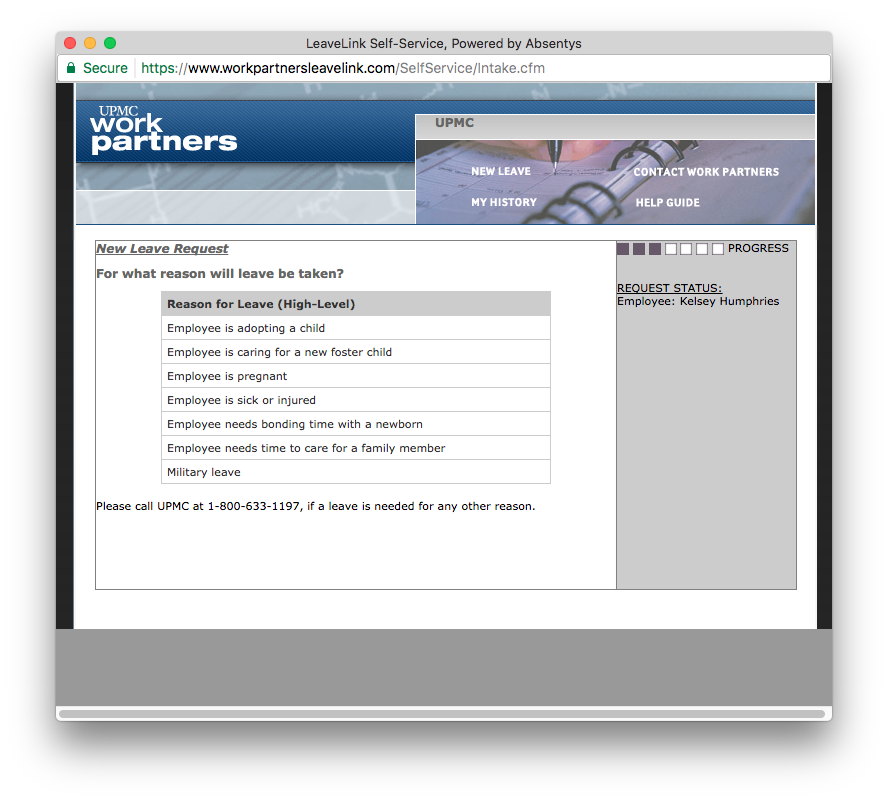 LeaveLink Self-Service, Powered by Absentys
Secure https://www.workpartnersleavelink.com/SelfService/Intake.cfm
UPMC
work
partners
UPMC
NEW LEAVE CONTACT WORK PARTNERS
MY HISTORY HELP GUIDE
New Leave Request
For what reason will leave be taken?
Reason for Leave (High-Level)
Employee is adopting a child
Employee is caring for a new foster child
Employee is pregnant
Employee is sick or injured
Employee needs bonding time with a newborn
Employee needs time to care for a family member
Military leave
Please call UPMC at 1-800-633-1197, if a leave is needed for any other reason.
PROGRESS
REQUEST STATUS:
Employee: Kelsey Humphries